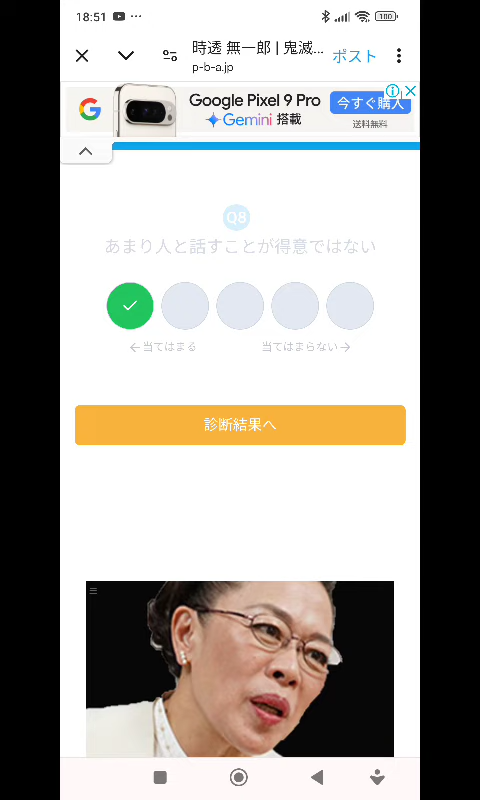 18:51
100
時透 無一郎 | 鬼滅...
p-b-a.jp
ポスト
G
Google Pixel 9 Pro
Gemini 搭載
今すぐ購入
送料無料
Q8
あまり人と話すことが得意ではない
←当てはまる
当てはまらない→
診断結果へ